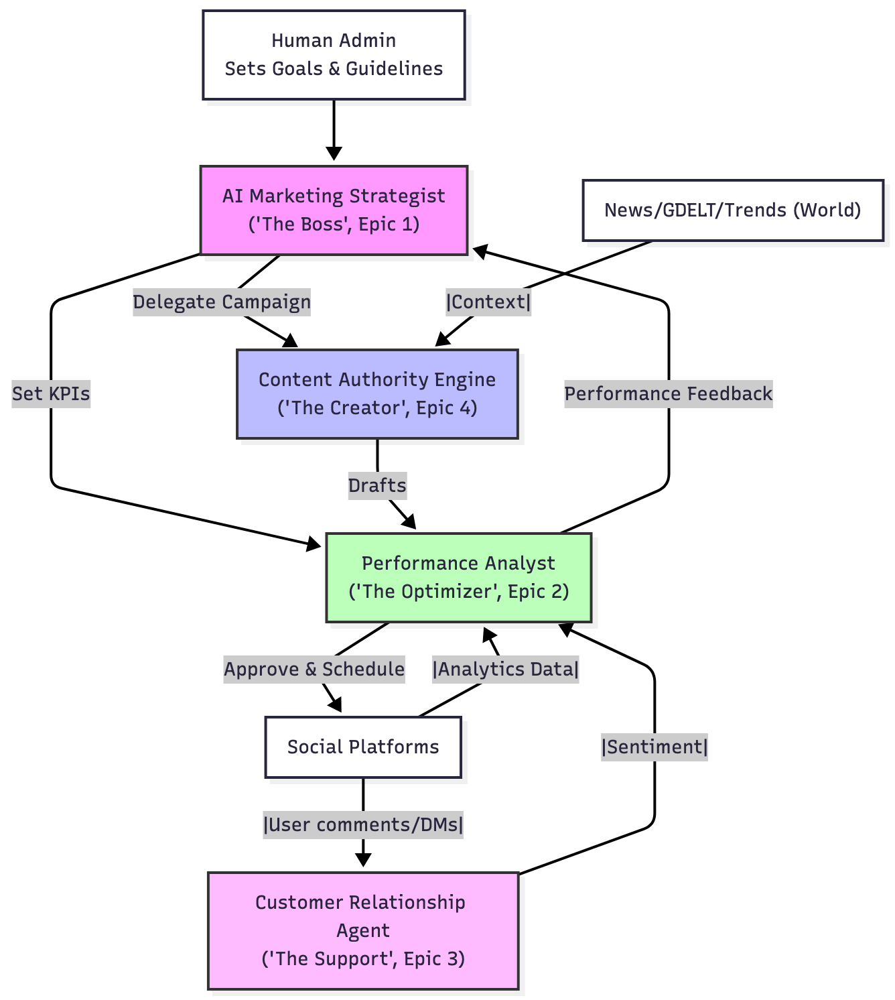 Human Admin
Sets Goals & Guidelines
AI Marketing Strategist
('The Boss', Epic 1)
News/GDELT/Trends (World)
Delegate Campaign
|Context|
Content Authority Engine
('The Creator', Epic 4)
Set KPIs
Performance Feedback
Drafts
Performance Analyst
('The Optimizer', Epic 2)
Approve & Schedule
|Analytics Data|
Social Platforms
|Sentiment|
|User comments/DMs|
Customer Relationship
Agent
('The Support', Epic 3)